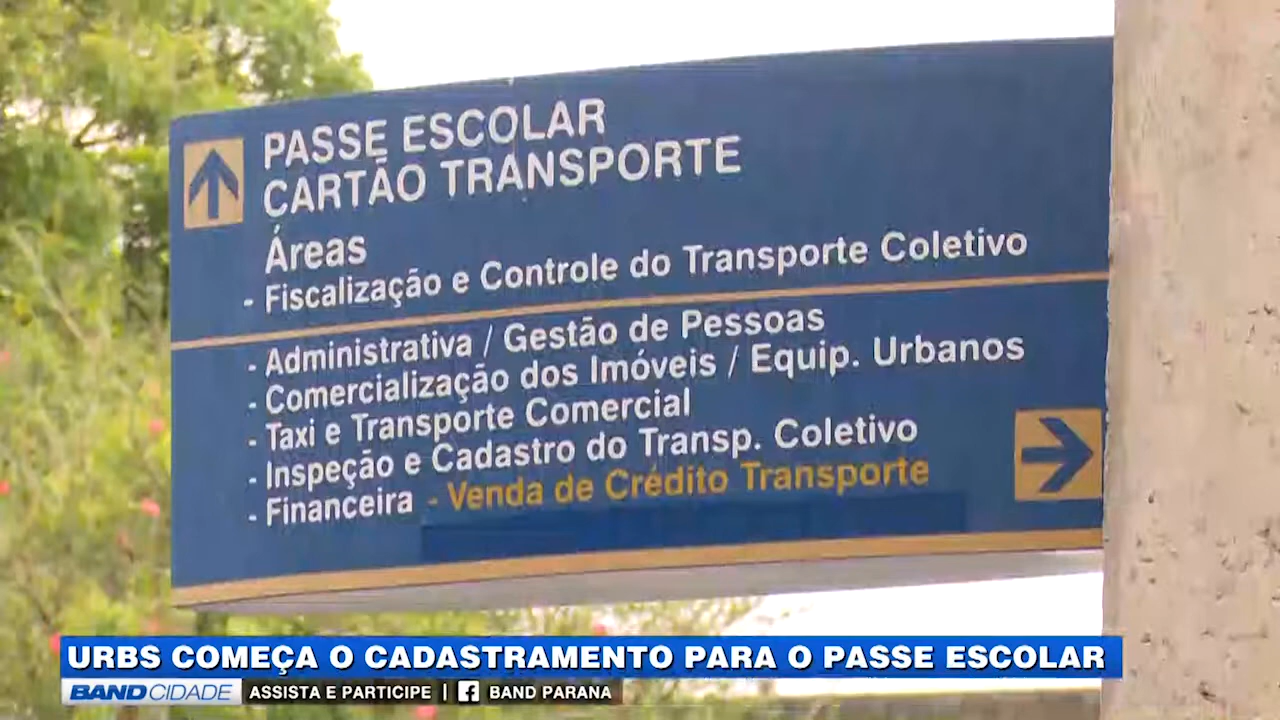 PASSE ESCOLAR
CARTÃO TRANSPORTE
Áreas
- Fiscalização e Controle do Transporte Coletivo
- Administrativa / Gestão de Pessoas
- Comercialização dos Imóveis / Equip. Urbanos
- Taxi e Transporte Comercial
- Inspeção e Cadastro do Transp. Coletivo
- Financeira - Venda de Crédito Transporte
URBS COMEÇA O CADASTRAMENTO PARA O PASSE ESCOLAR
BAND CIDADE ASSISTA E PARTICIPE | BAND PARANA